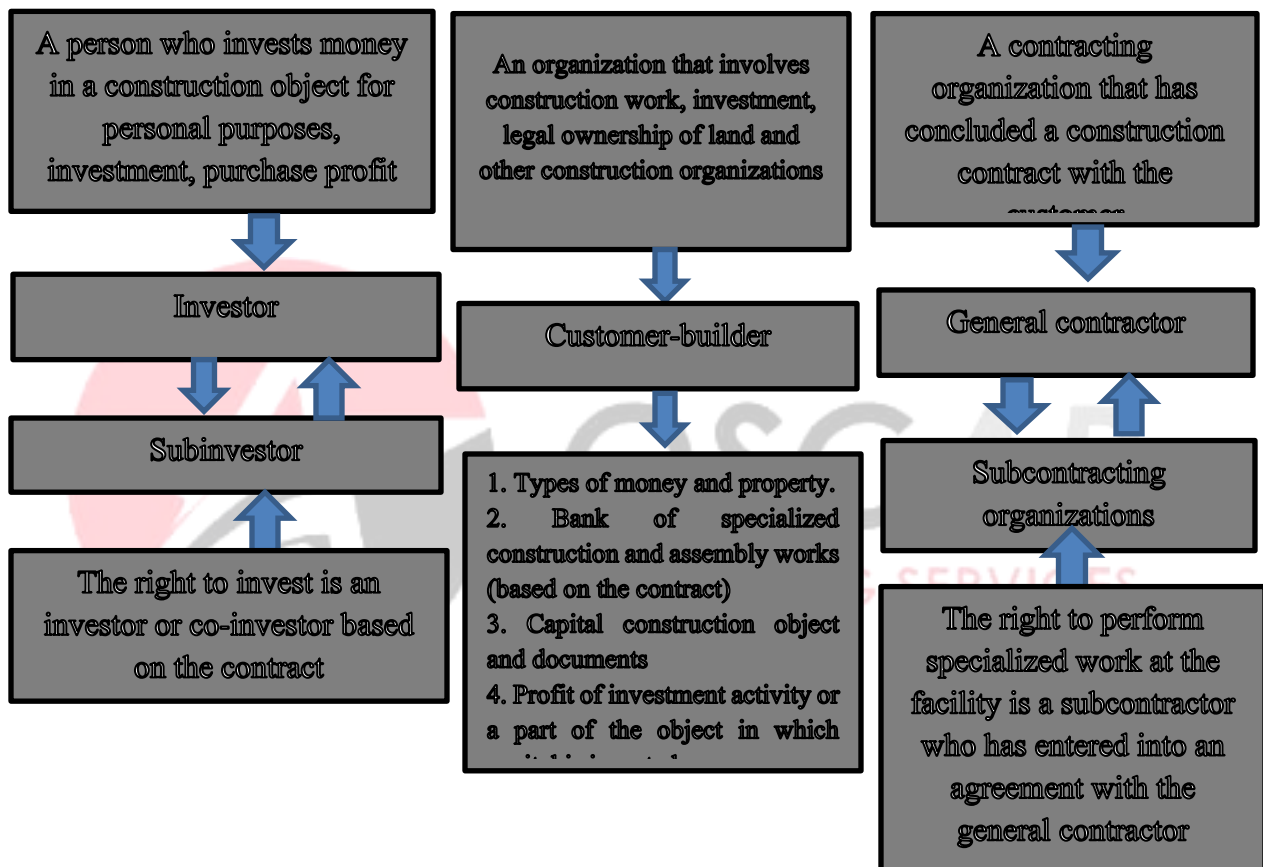 A person who invests money
in a construction object for
personal purposes,
investment, purchase profit
Investor
Subinvestor
The right to invest is an
investor or co-investor based
on the contract
An organization that involves
construction work, investment,
legal ownership of land and
other construction organizations
Customer-builder
1. Types of money and property.
2. Bank of specialized
construction and assembly works
(based on the contract)
3. Capital construction object
and documents
4. Profit of investment activity or
a part of the object in which
A contracting
organization that has
concluded a construction
contract with the
customer
General contractor
Subcontracting
organizations
The right to perform
specialized work at the
facility is a subcontractor
who has entered into an
agreement with the
general contractor
SERVICES